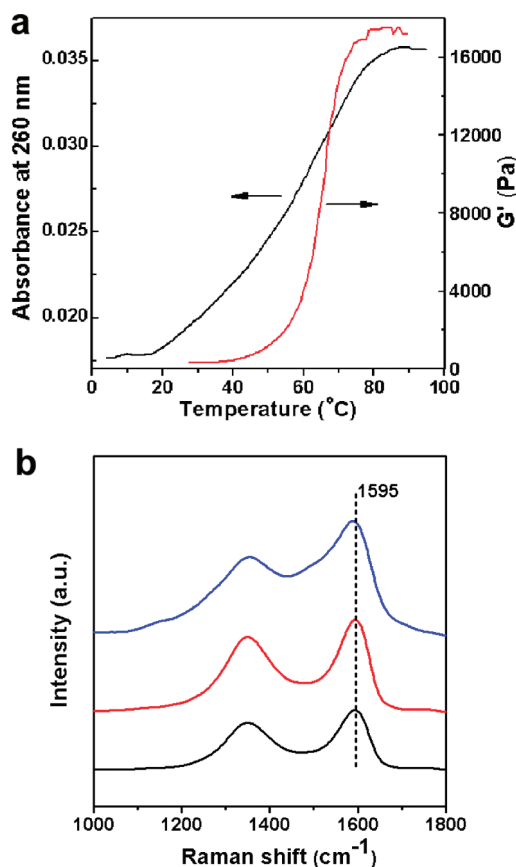 a
0.035
0.030
0.025
0.020
Absorbance at 260 nm
16000
12000
8000
4000
0
G' (Pa)
0 20 40 60 80 100
Temperature (°C)
b
1595
Intensity (a.u.)
1000 1200 1400 1600 1800
Raman shift (cm⁻¹)